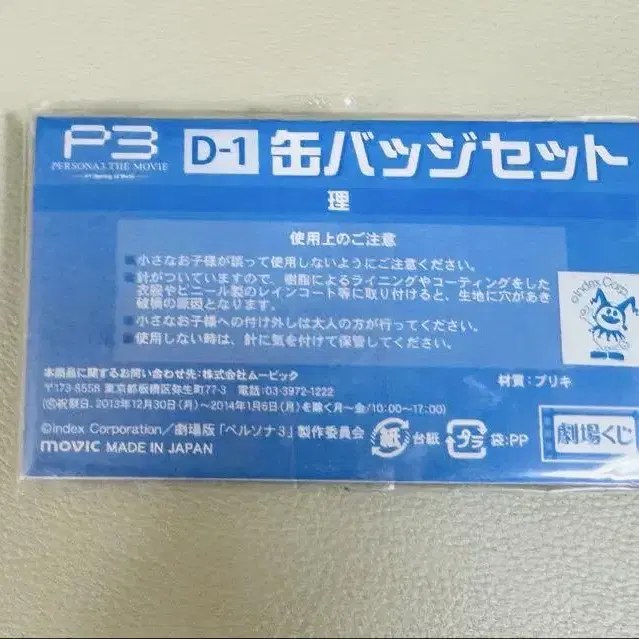 P3
PERSONA3 THE MOVIE
D-1 缶バッジセット
理
使用上のご注意
■小さなお子様が誤って使用しないようにご注意ください。
■針がついていますので、樹脂によるライニングやコーティングをした
衣服やビニール製のレインコート等に取り付けると、生地に穴があき
破損の原因となります。
■小さなお子様への付け外しは大人の方が行ってください。
■使用しない時は、針に気を付けて保管してください。
©Index Corp.
本商品に関するお問い合わせ先:株式会社ムービック
〒173-8558 東京都板橋区弥生町77-3 電話:03-3972-1222
(㊗祝祭日、2013年12月30日(月)~2014年1月6日(月)を除く月~金/10:00~17:00)
材質:ブリキ
©Index Corporation/劇場版「ペルソナ3」製作委員会
movic MADE IN JAPAN
紙 台紙
プラ 袋:PP
劇場くじ